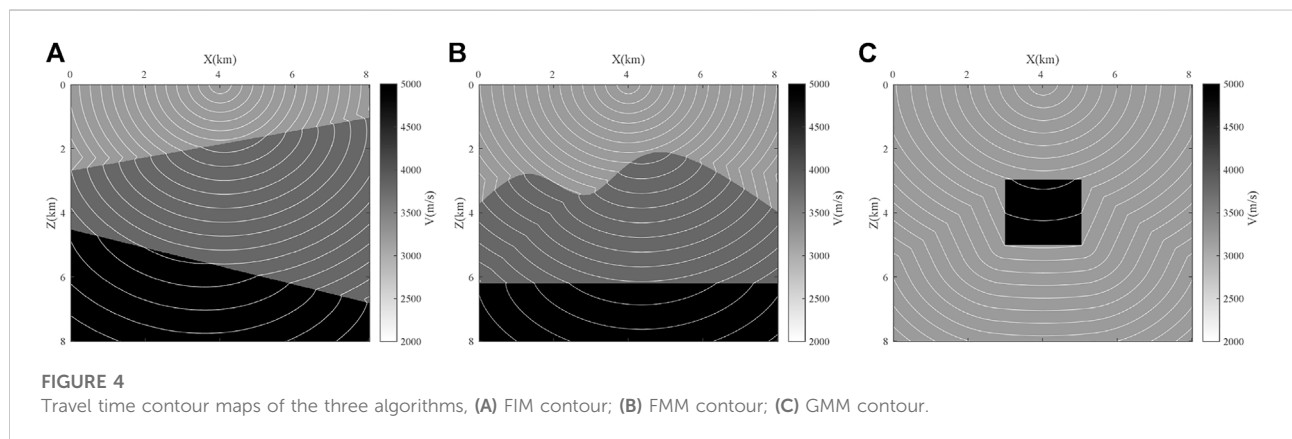 A
X(km)
0 2 4 6 8
0
2
4
6
8
Z(km)
5000
4500
4000
3500
3000
2500
2000
V(m/s)
B
X(km)
0 2 4 6 8
0
2
4
6
8
Z(km)
5000
4500
4000
3500
3000
2500
2000
V(m/s)
C
X(km)
0 2 4 6 8
0
2
4
6
8
Z(km)
5000
4500
4000
3500
3000
2500
2000
V(m/s)
FIGURE 4
Travel time contour maps of the three algorithms, (A) FIM contour; (B) FMM contour; (C) GMM contour.